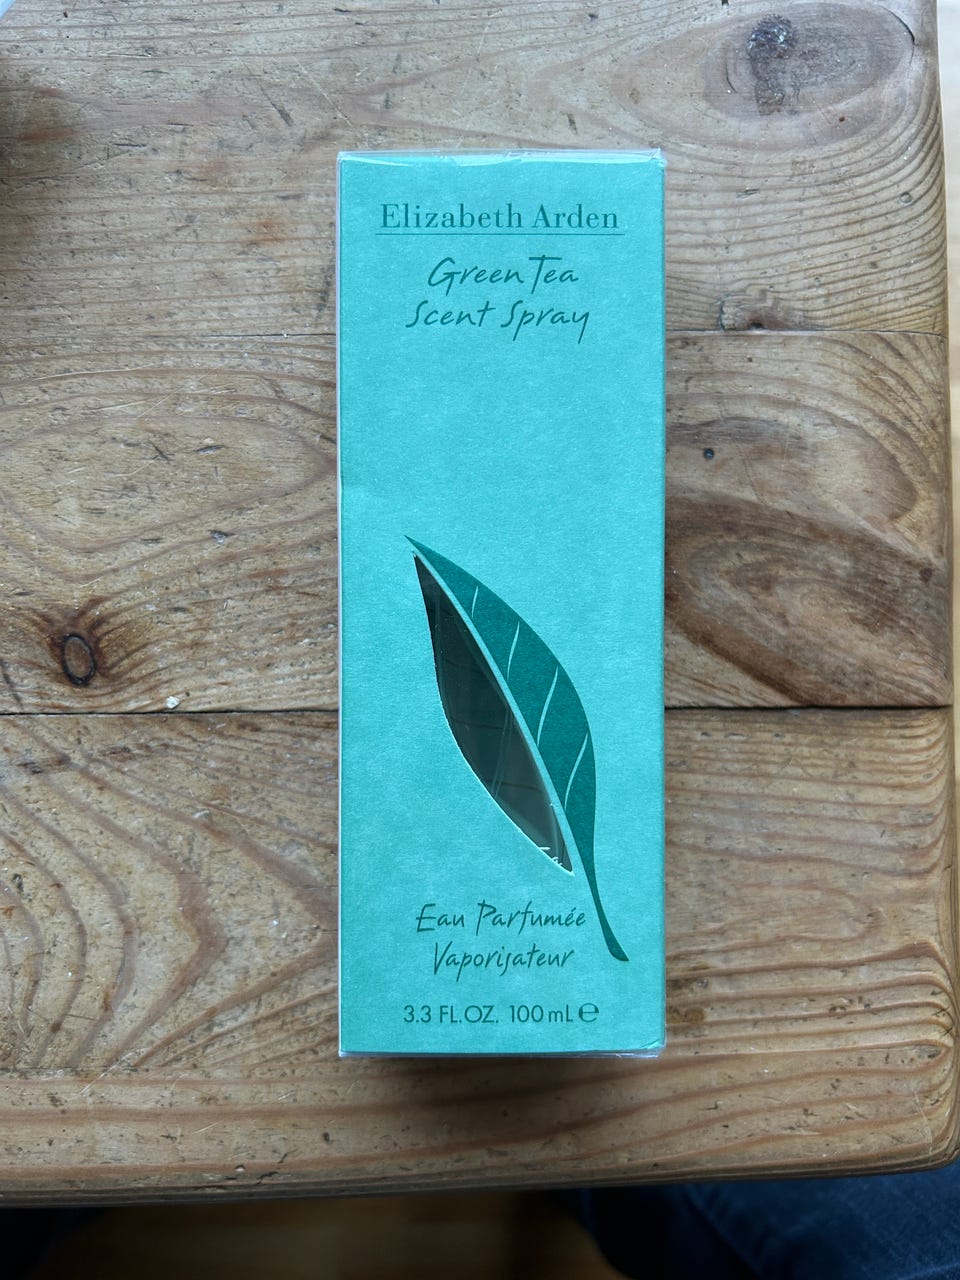 Elizabeth Arden
Green Tea
Scent Spray
Eau Parfumée
Vaporisateur
3.3 FL.OZ. 100 mL ℮